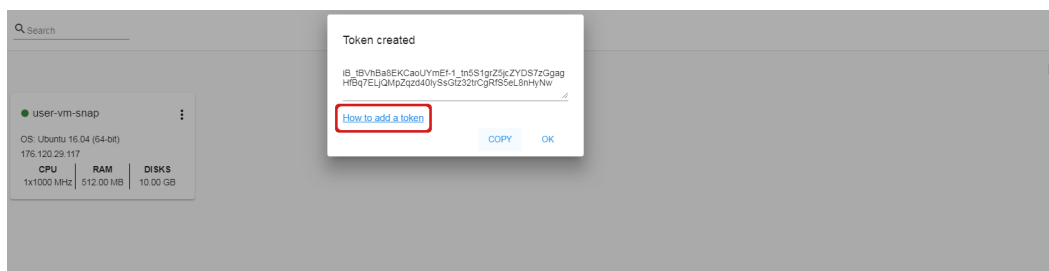 Search
Token created
IB_tBVhBa8EKCaoUYmEf-1_tn5S1grZ5jcZYDS7zGgag
HfBq7ELjQMpZqzd40IySsGtz32trCgRfS5eL8nHyNw
How to add a token
COPY OK
user-vm-snap
OS: Ubuntu 16.04 (64-bit)
176.120.29.117
CPU RAM DISKS
1x1000 MHz 512.00 MB 10.00 GB